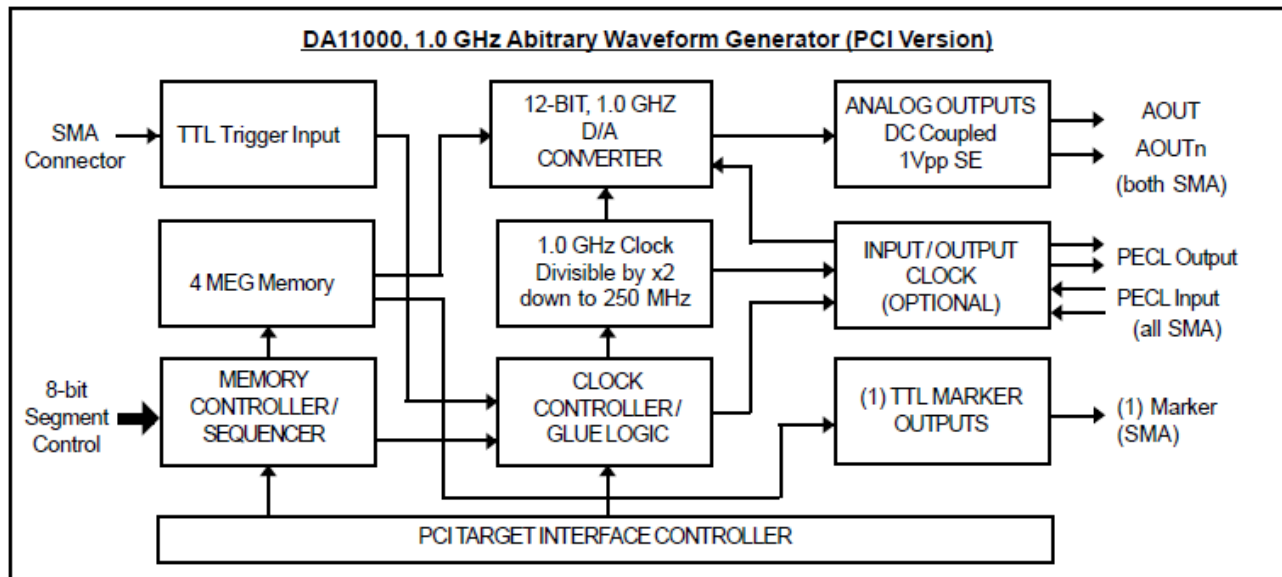 DA11000, 1.0 GHz Abitrary Waveform Generator (PCI Version)
SMA
Connector
TTL Trigger Input
12-BIT, 1.0 GHZ
D/A
CONVERTER
ANALOG OUTPUTS
DC Coupled
1Vpp SE
AOUT
AOUTn
(both SMA)
4 MEG Memory
1.0 GHz Clock
Divisible by x2
down to 250 MHz
INPUT/OUTPUT
CLOCK
(OPTIONAL)
PECL Output
PECL Input
(all SMA)
8-bit
Segment
Control
MEMORY
CONTROLLER/
SEQUENCER
CLOCK
CONTROLLER/
GLUE LOGIC
(1) TTL MARKER
OUTPUTS
(1) Marker
(SMA)
PCI TARGET INTERFACE CONTROLLER